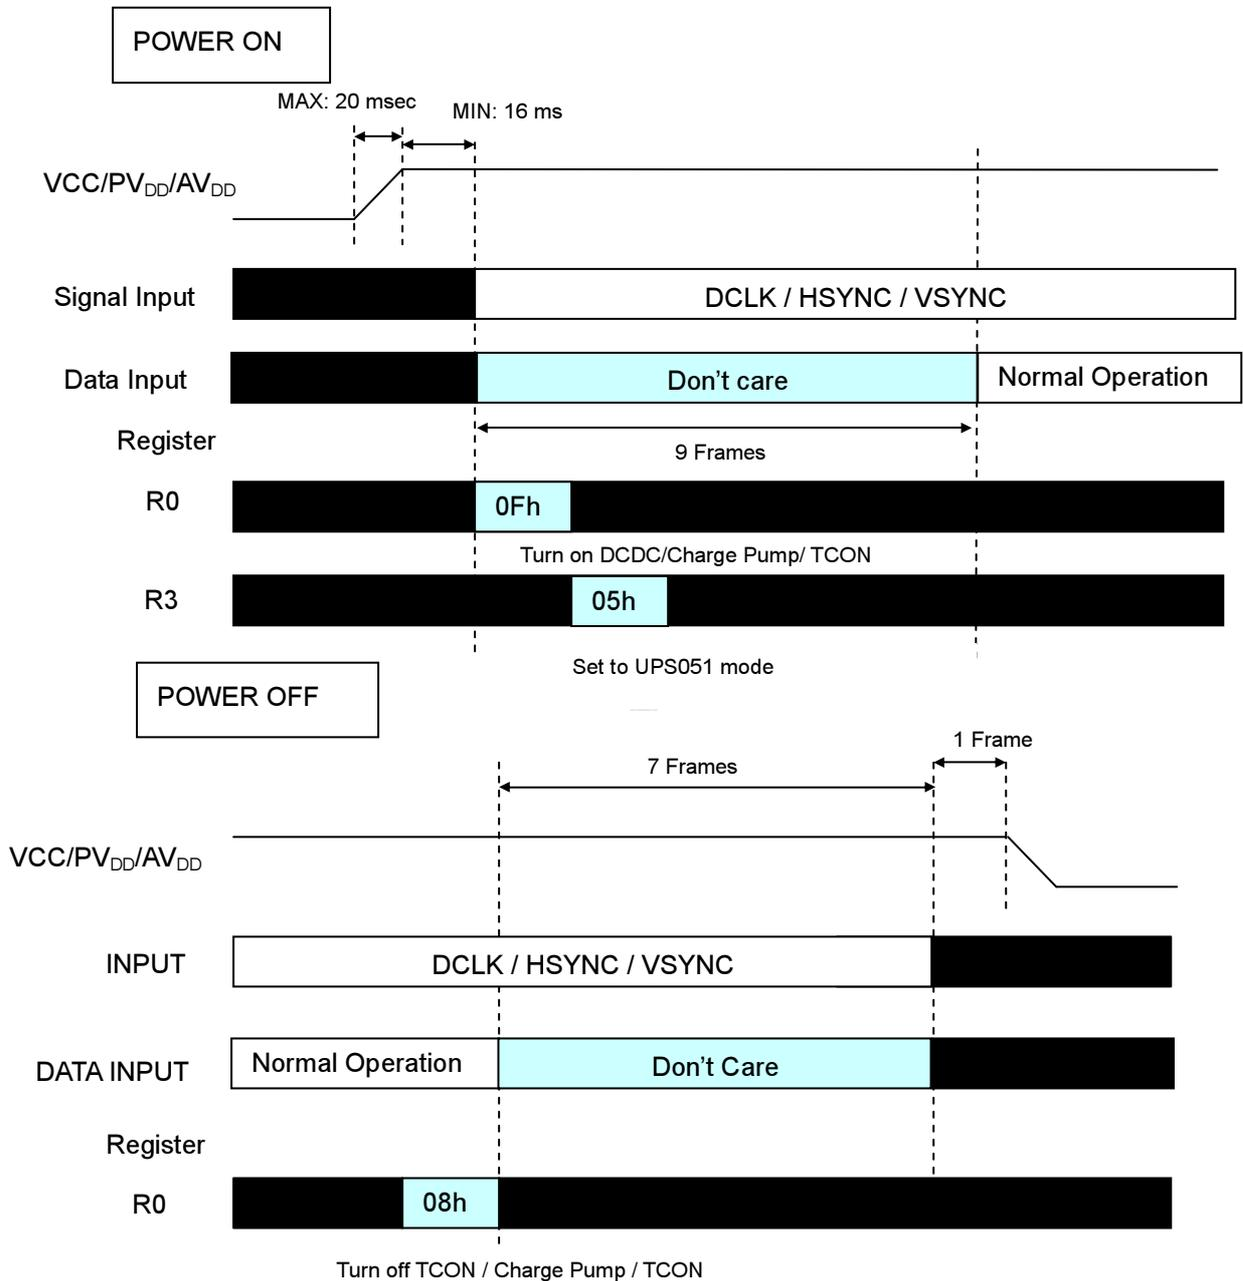 POWER ON
MAX: 20 msec
MIN: 16 ms
VCC/PVDD/AVDD
Signal Input
DCLK / HSYNC / VSYNC
Data Input
Don't care
Normal Operation
Register
9 Frames
R0
0Fh
Turn on DCDC/Charge Pump/ TCON
R3
05h
Set to UPS051 mode
POWER OFF
1 Frame
7 Frames
VCC/PVDD/AVDD
INPUT
DCLK / HSYNC / VSYNC
DATA INPUT
Normal Operation
Don't Care
Register
R0
08h
Turn off TCON / Charge Pump / TCON